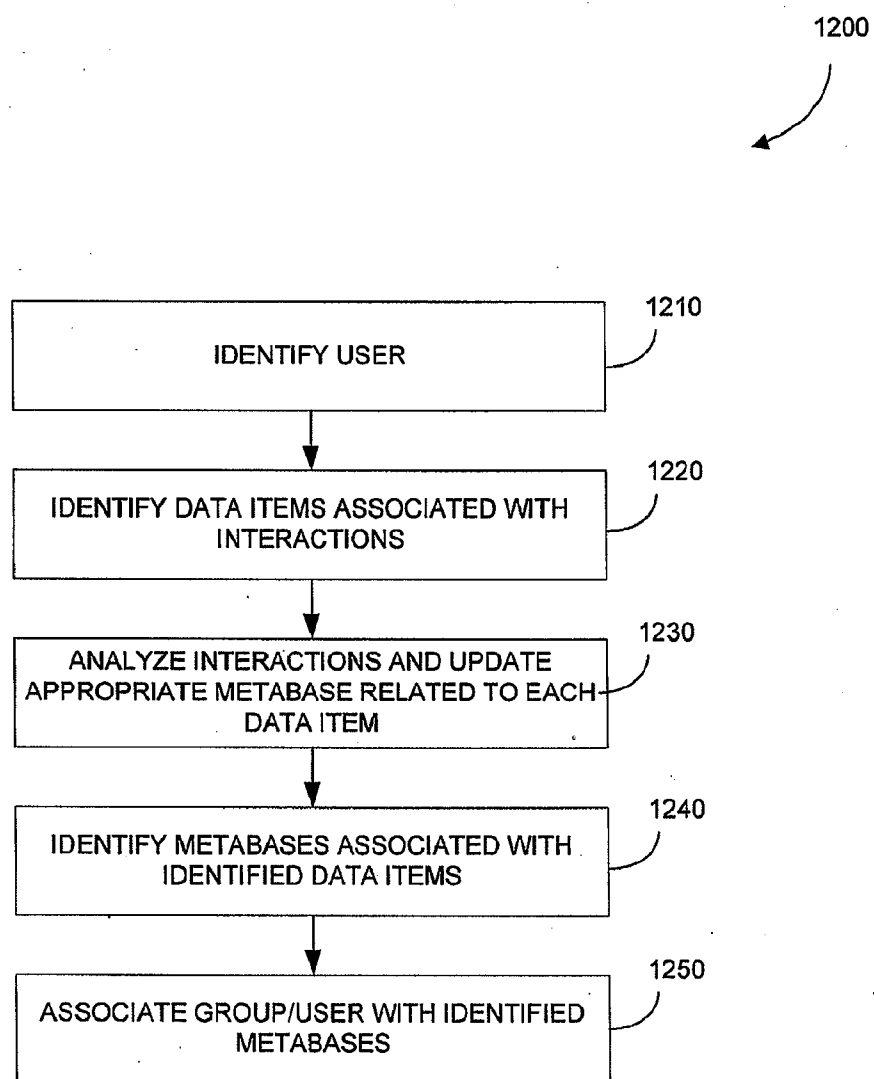 1200
1210
IDENTIFY USER
1220
IDENTIFY DATA ITEMS ASSOCIATED WITH
INTERACTIONS
1230
ANALYZE INTERACTIONS AND UPDATE
APPROPRIATE METABASE RELATED TO EACH
DATA ITEM
1240
IDENTIFY METABASES ASSOCIATED WITH
IDENTIFIED DATA ITEMS
1250
ASSOCIATE GROUP/USER WITH IDENTIFIED
METABASES